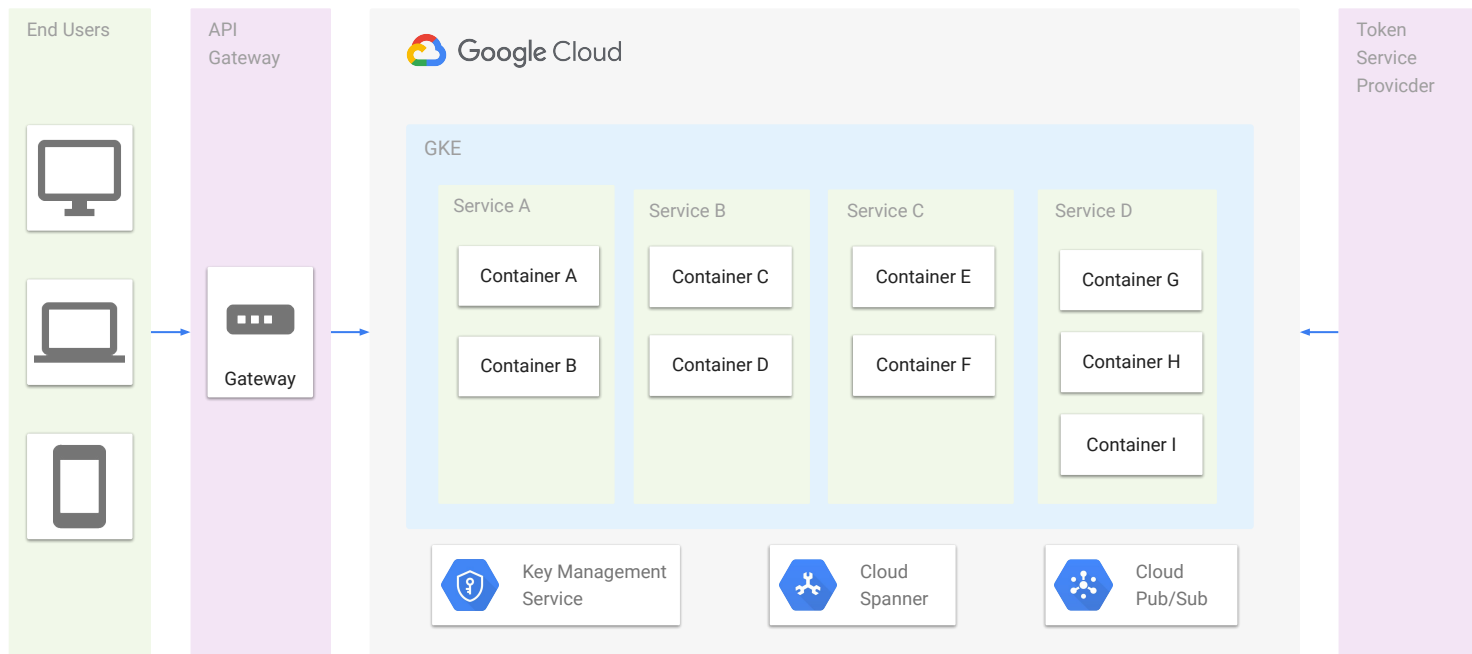 End Users
API
Gateway
Gateway
Google Cloud
GKE
Service A
Container A
Container B
Service B
Container C
Container D
Service C
Container E
Container F
Service D
Container G
Container H
Container I
Key Management
Service
Cloud
Spanner
Cloud
Pub/Sub
Token
Service
Provicder